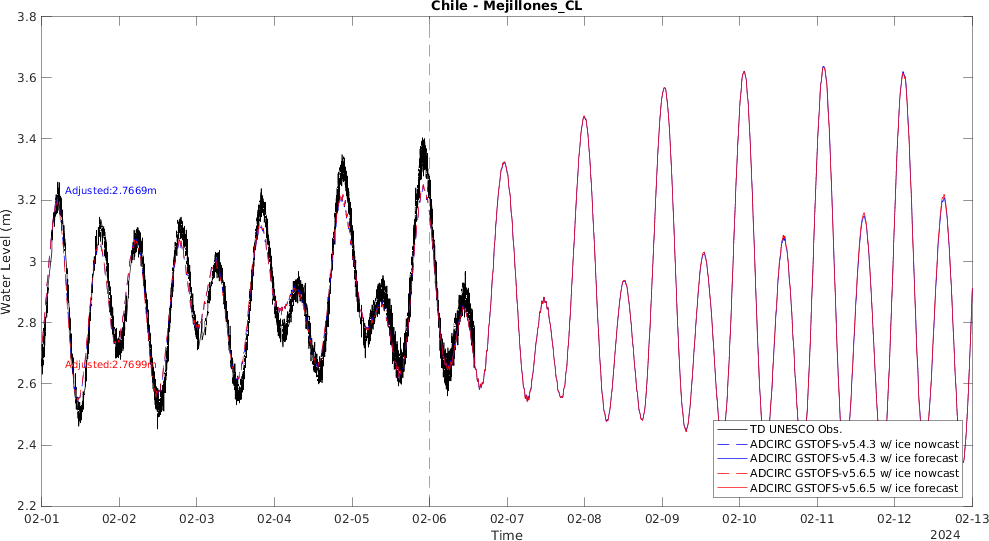 Chile - Mejillones_CL
3.8
3.6
3.4
3.2
3
2.8
2.6
2.4
2.2
Water Level (m)
Adjusted:2.7669m
Adjusted:2.7699m
TD UNESCO Obs.
ADCIRC GSTOFS-v5.4.3 w/ ice nowcast
ADCIRC GSTOFS-v5.4.3 w/ ice forecast
ADCIRC GSTOFS-v5.6.5 w/ ice nowcast
ADCIRC GSTOFS-v5.6.5 w/ ice forecast
02-01 02-02 02-03 02-04 02-05 02-06 02-07 02-08 02-09 02-10 02-11 02-12 02-13
Time
2024